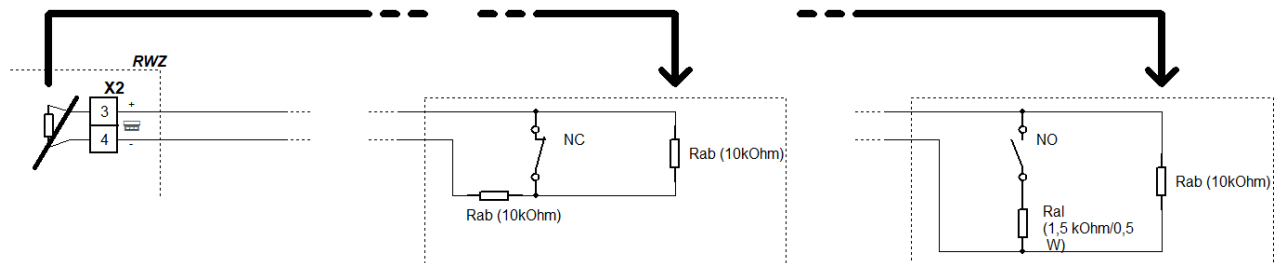 RWZ
X2
3
+
4
-
NC
Rab (10kOhm)
Rab (10kOhm)
NO
Ral
(1,5 kOhm/0,5
W)
Rab (10kOhm)